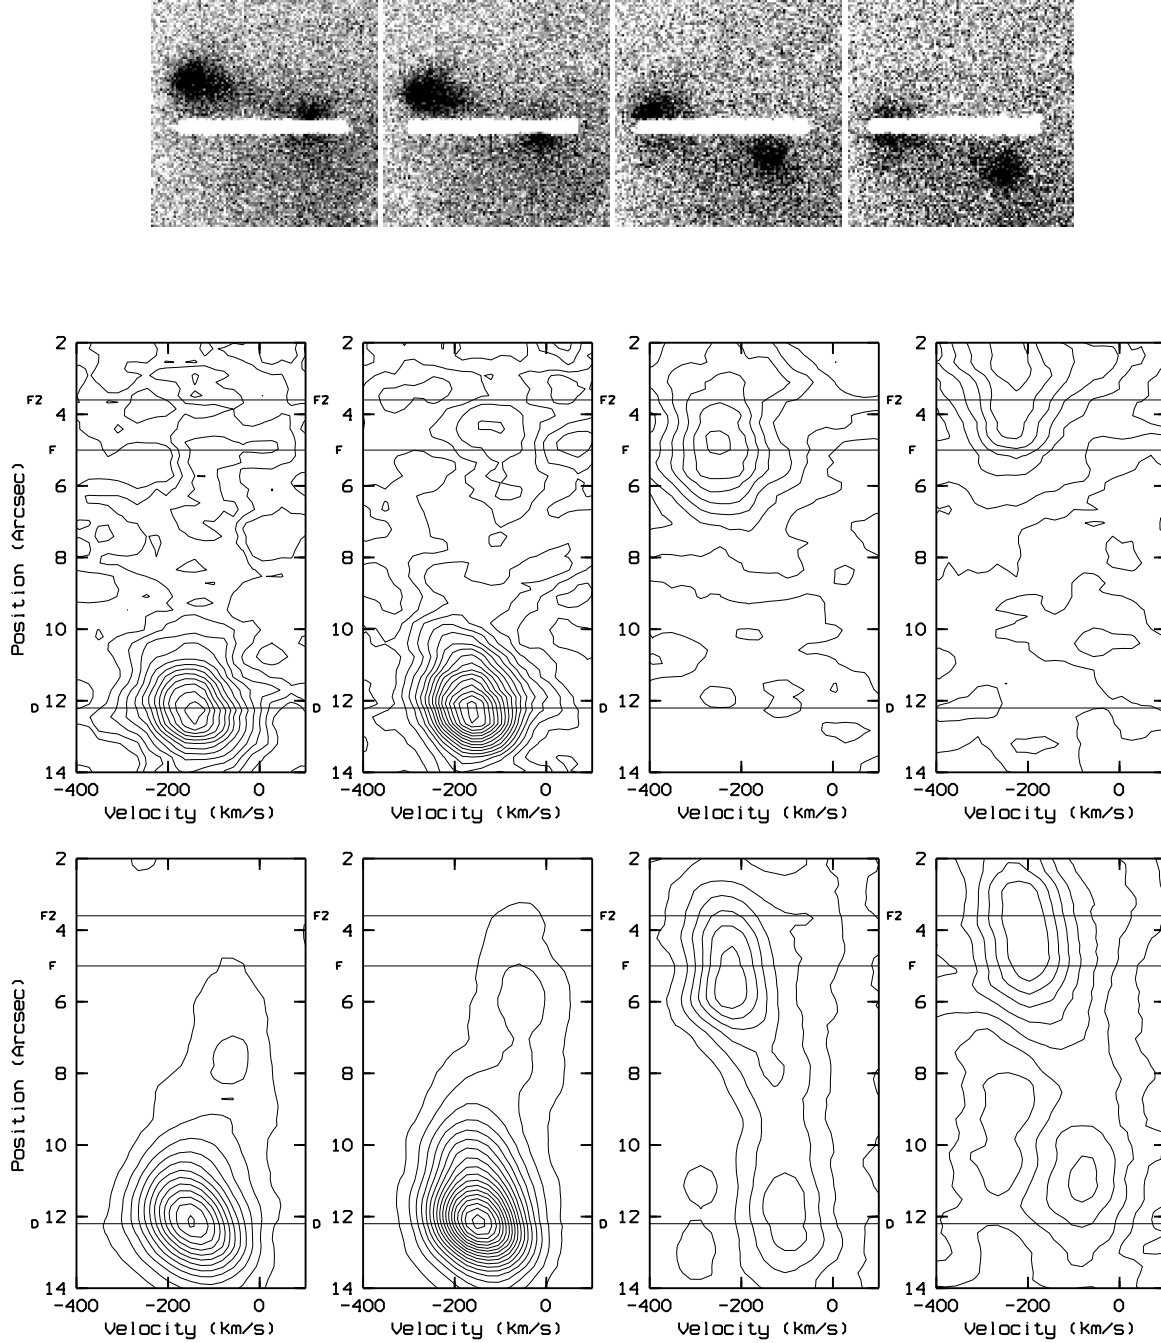 2 2 2 2
F2 F2 F2 F2
4 4 4 4
F F F F
6 6 6 6
8 8 8 8
10 10 10 10
12 12 12 12
D D D D
14 14 14 14
Position (Arcsec)
-400 -200 0 -400 -200 0 -400 -200 0 -400 -200 0
Velocity (km/s) Velocity (km/s) Velocity (km/s) Velocity (km/s)
2 2 2 2
F2 F2 F2 F2
4 4 4 4
F F F F
6 6 6 6
8 8 8 8
10 10 10 10
12 12 12 12
D D D D
14 14 14 14
Position (Arcsec)
-400 -200 0 -400 -200 0 -400 -200 0 -400 -200 0
Velocity (km/s) Velocity (km/s) Velocity (km/s) Velocity (km/s)